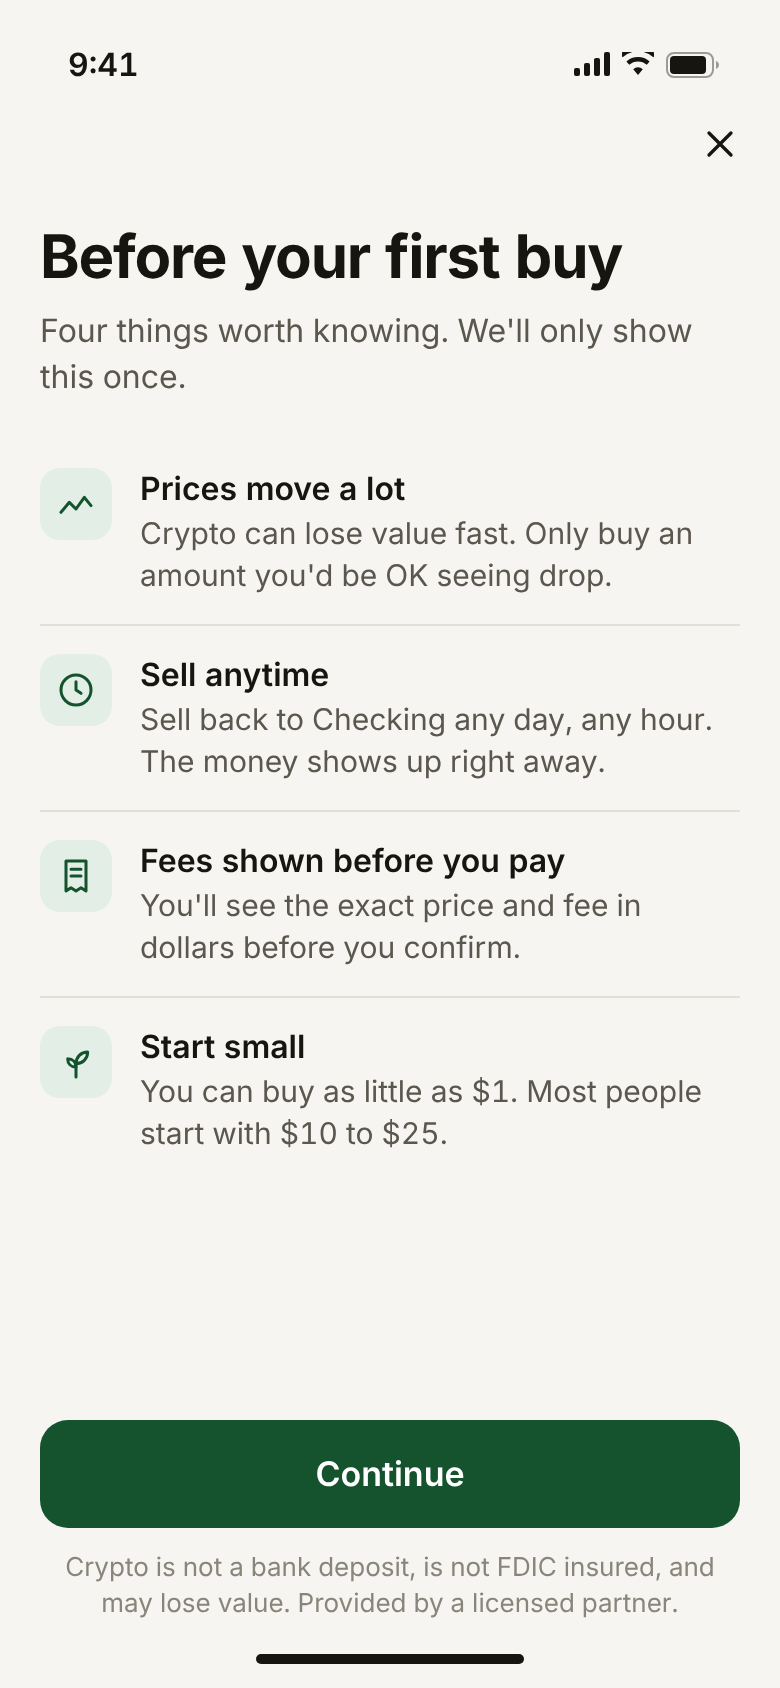 9:41
Before your first buy
Four things worth knowing. We'll only show
this once.
Prices move a lot
Crypto can lose value fast. Only buy an
amount you'd be OK seeing drop.
Sell anytime
Sell back to Checking any day, any hour.
The money shows up right away.
Fees shown before you pay
You'll see the exact price and fee in
dollars before you confirm.
Start small
You can buy as little as $1. Most people
start with $10 to $25.
Continue
Crypto is not a bank deposit, is not FDIC insured, and
may lose value. Provided by a licensed partner.